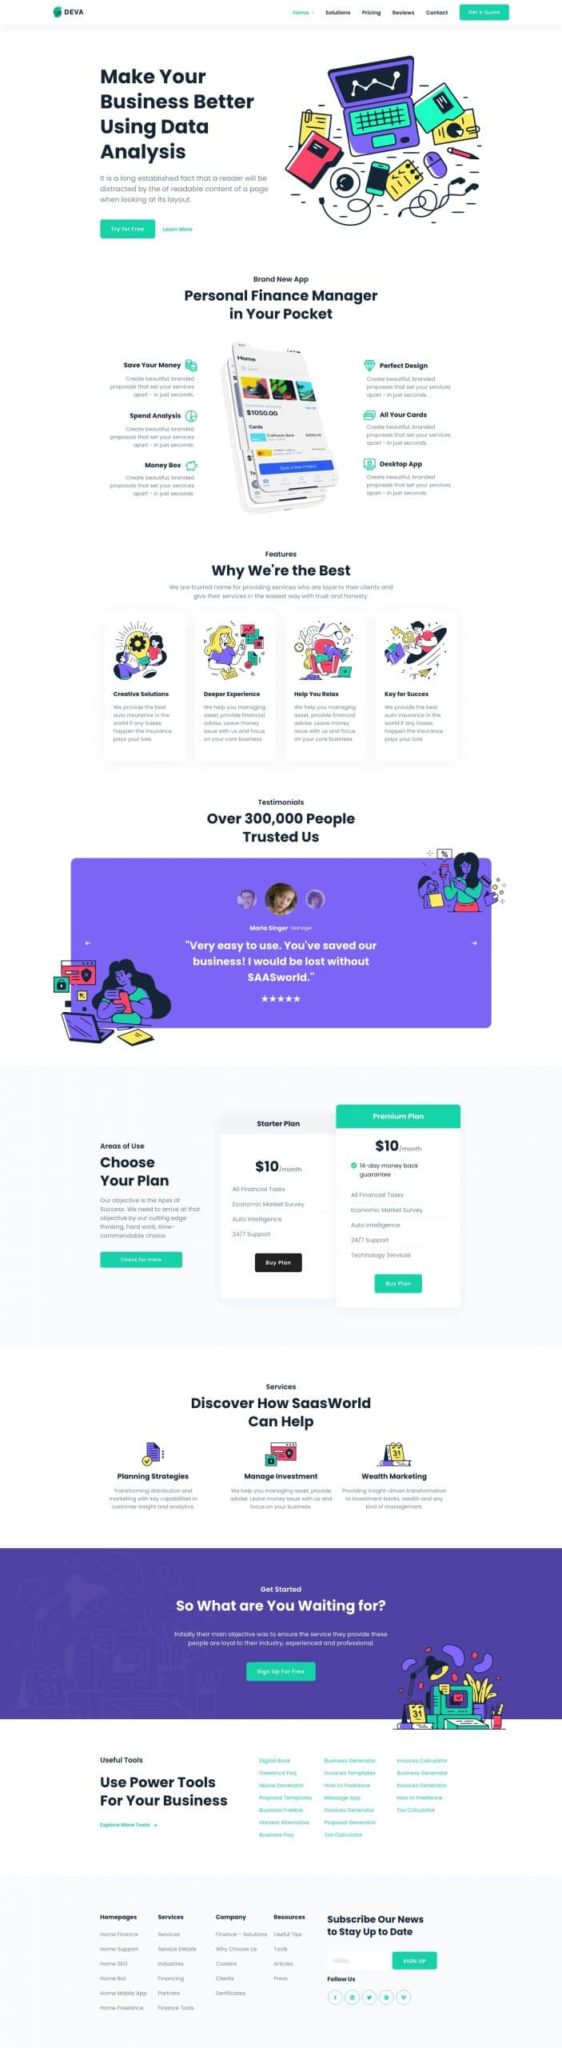 DEVA
Home
Solutions
Pricing
Reviews
Contact
Get a Quote
Make Your
Business Better
Using Data
Analysis
It is a long established fact that a reader will be
distracted by the of readable content of a page
when looking at its layout.
Try for Free
Learn More
Brand New App
Personal Finance Manager
in Your Pocket
Save Your Money
Create beautiful, branded
proposals that set your services
apart - in just seconds.
Spend Analysis
Create beautiful, branded
proposals that set your services
apart - in just seconds.
Money Box
Create beautiful, branded
proposals that set your services
apart - in just seconds.
Home
$1050.00
Cards
Perfect Design
Create beautiful, branded
proposals that set your services
apart - in just seconds.
All Your Cards
Create beautiful, branded
proposals that set your services
apart - in just seconds.
Desktop App
Create beautiful, branded
proposals that set your services
apart - in just seconds.
Features
Why We're the Best
We are trusted name for providing services who are loyal to their clients and
give their services in the easiest way with trust and honesty.
Creative Solutions
We provide the best
auto insurance in the
world if any losses
happen the insurance
pays your loss.
Deeper Experience
We help you managing
asset, provide financial
advise. Leave money
issue with us and focus
on your core business.
Help You Relax
We help you managing
asset, provide financial
advise. Leave money
issue with us and focus
on your core business.
Key for Succes
We provide the best
auto insurance in the
world if any losses
happen the insurance
pays your loss.
Testimonials
Over 300,000 People
Trusted Us
%
Maria Singer Manager
"Very easy to use. You've saved our
business! I would be lost without
SAASworld."
Areas of Use
Choose
Your Plan
Our objective is the Apex of
Success. We need to arrive at that
objective by our cutting edge
thinking, hard work, time-
commendable choice.
Check for more
Starter Plan
$10/month
All Financial Tasks
Economic Market Survey
Auto Intelligence
24/7 Support
Buy Plan
Premium Plan
$10/month
14-day money back
guarantee
All Financial Tasks
Economic Market Survey
Auto Intelligence
24/7 Support
Technology Services
Buy Plan
Services
Discover How SaasWorld
Can Help
31
Planning Strategies
Transforming distribution and
marketing with key capabilities in
customer insight and analytics.
Manage Investment
We help you managing asset, provide
advise. Leave money issue with us and
focus on your business.
Wealth Marketing
Providing insight-driven transformation
to investment banks, wealth and any
kind of management.
Get Started
So What are You Waiting for?
Initially their main objective was to ensure the service they provide these
people are loyal to their industry, experienced and professional.
Sign Up For Free
31
Useful Tools
Use Power Tools
For Your Business
Explore More Tools
Digital Book
Freelance Faq
Name Generator
Proposal Templates
Business Freebie
Harvest Alternative
Business Faq
Business Generator
Invoices Templates
How to Freelance
Message App
Invoices Generator
Proposal Generator
Tax Calculator
Invoices Calculator
Business Generator
Invoices Generator
How to Freelance
Tax Calculator
Homepages
Home Finance
Home Support
Home SEO
Home Bot
Home Mobile App
Home Freelance
Services
Services
Service Details
Industries
Financing
Partners
Finance Tools
Company
Finance - Solutions
Why Choose Us
Careers
Clients
Sertificates
Resources
Useful Tips
Tools
Articles
Press
Subscribe Our News
to Stay Up to Date
EMAIL
SIGN UP
Follow Us